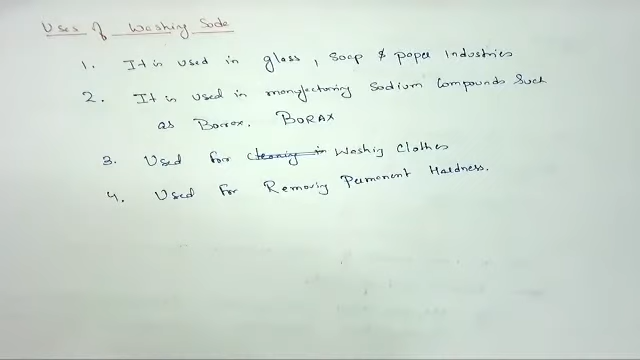 Uses of Washing Soda
1. It is used in glass, soap & paper Industries
2. It is used in manufacturing Sodium Compounds Such
as Borax. BORAX
3. Used for Cleaning in Washing Clothes
4. Used for Removing Permanent Hardness.